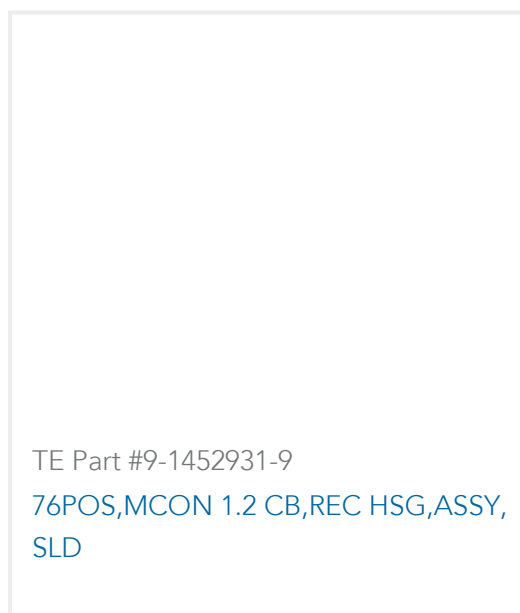 TE Part #9-1452931-9
76POS,MCON 1.2 CB,REC HSG,ASSY,
SLD